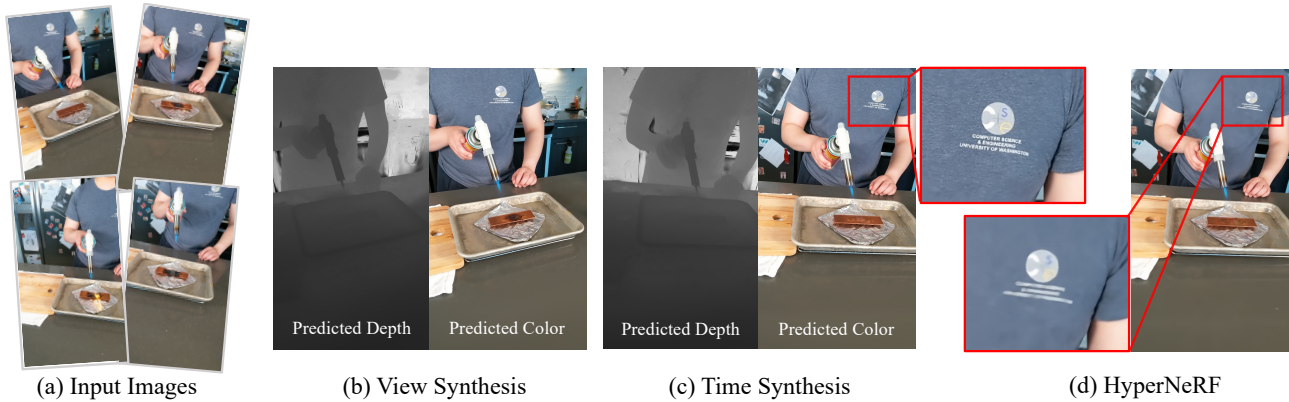 COMPUTER SCIENCE
& ENGINEERING
UNIVERSITY OF WASHINGTON
Predicted Depth
Predicted Color
Predicted Depth
Predicted Color
(a) Input Images
(b) View Synthesis
(c) Time Synthesis
(d) HyperNeRF